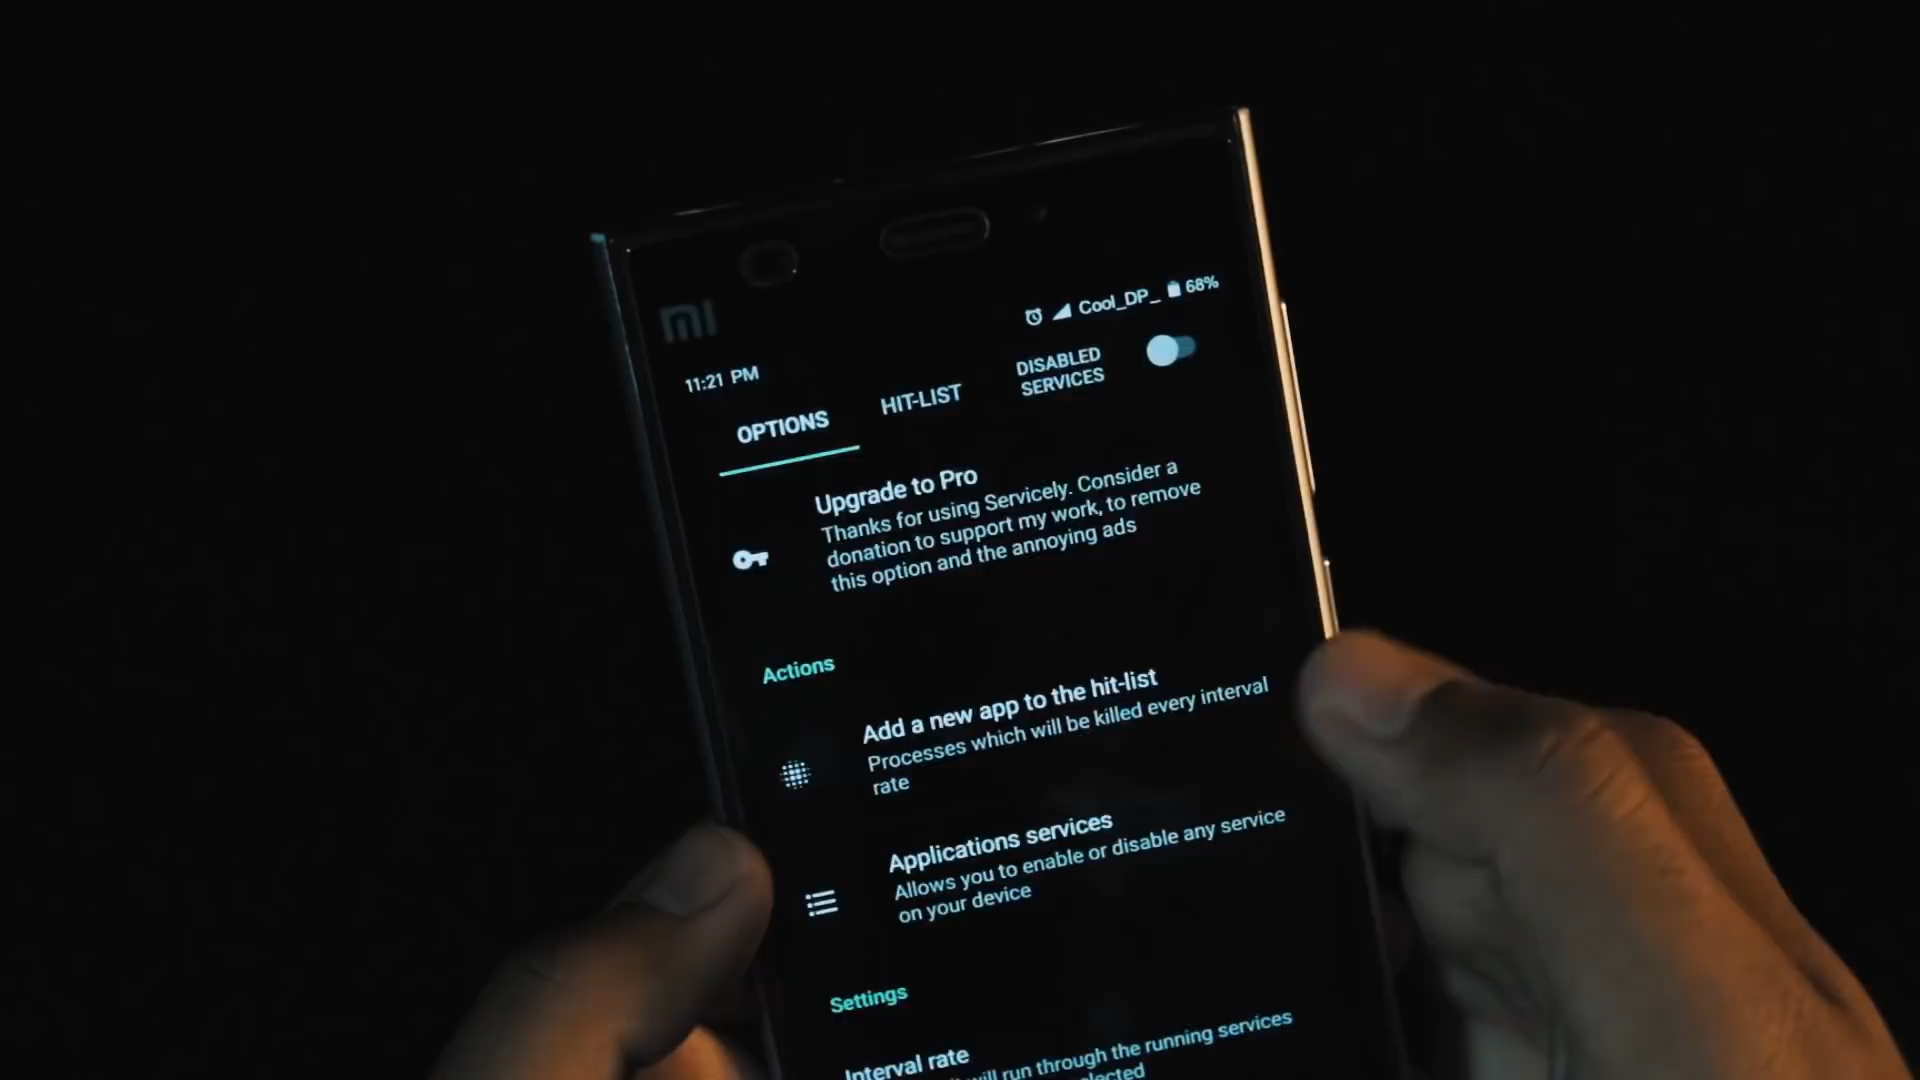 mi
Cool_DP_ 68%
11:21 PM
OPTIONS
HIT-LIST
DISABLED
SERVICES
Upgrade to Pro
Thanks for using Servicely. Consider a
donation to support my work, to remove
this option and the annoying ads
Actions
Add a new app to the hit-list
Processes which will be killed every interval
rate
Applications services
Allows you to enable or disable any service
on your device
Settings
Interval rate
will run through the running services